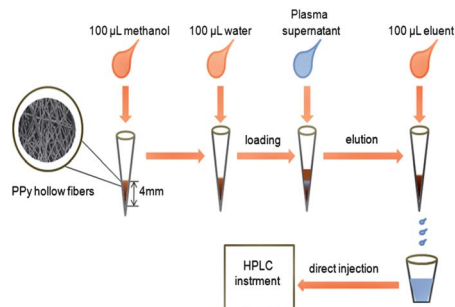 100 µL methanol
100 µL water
Plasma
supernatant
100 µL eluent
loading
elution
PPy hollow fibers
4mm
HPLC
instrment
direct injection